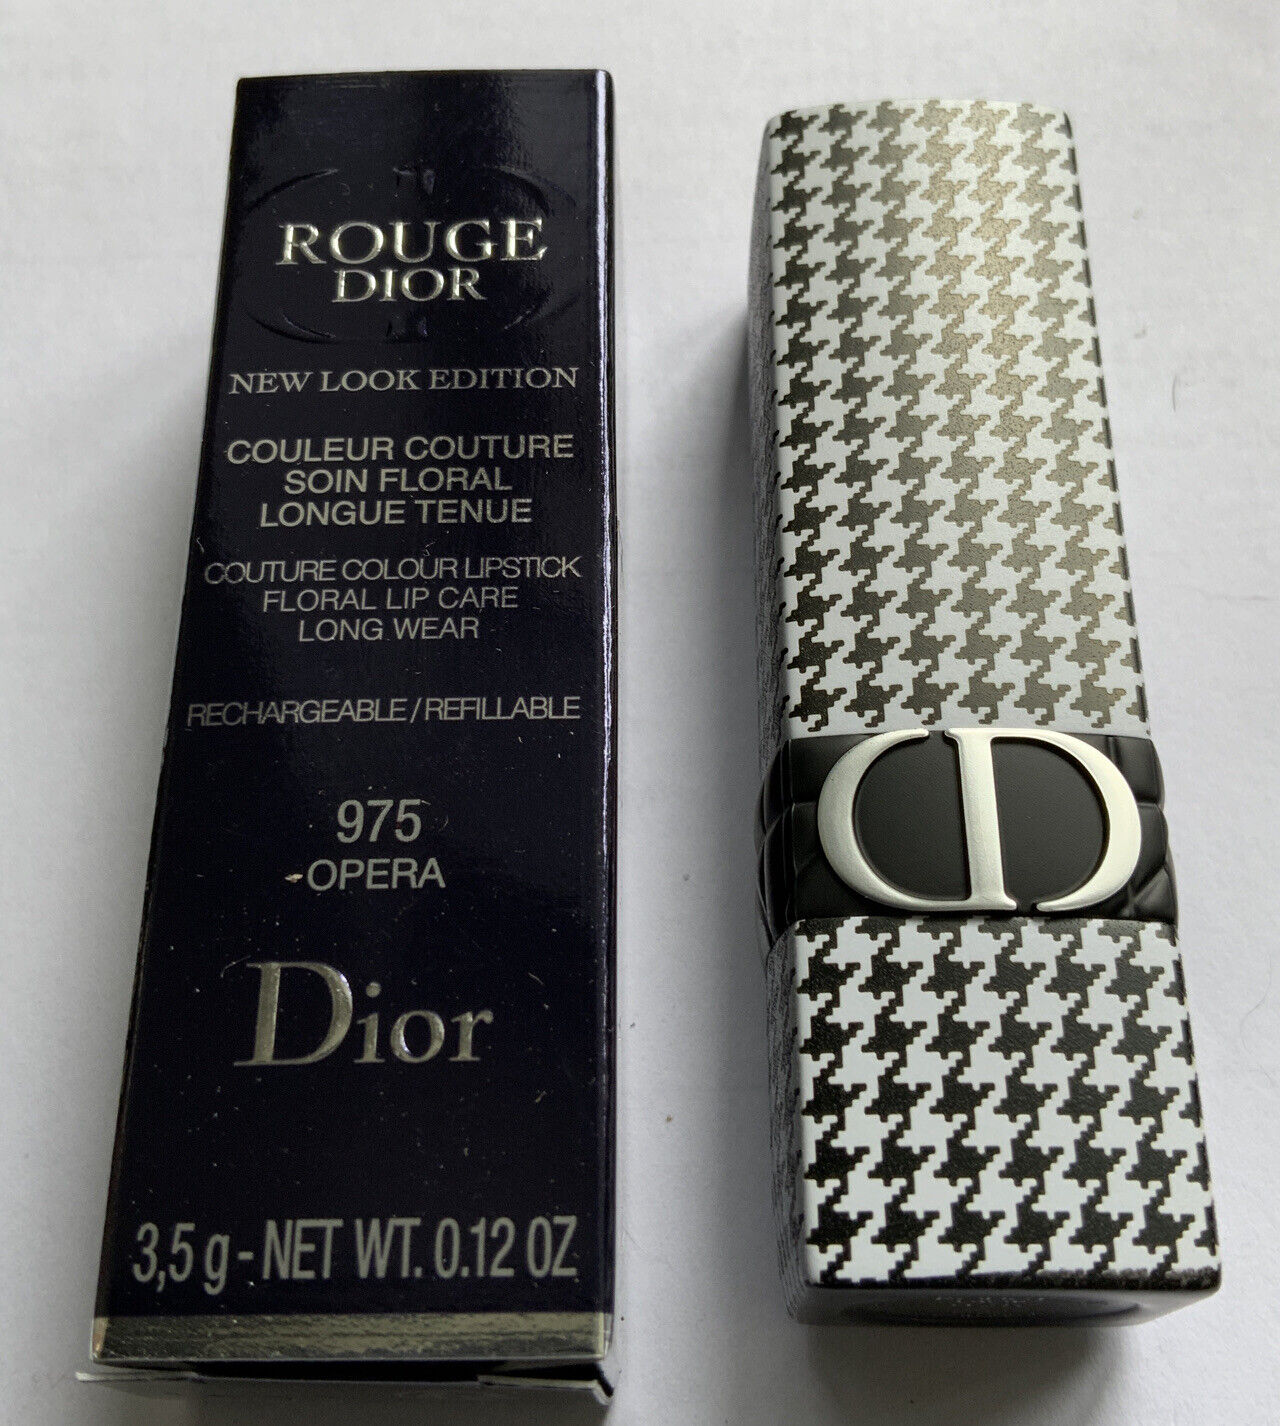 ROUGE
DIOR
NEW LOOK EDITION
COULEUR COUTURE
SOIN FLORAL
LONGUE TENUE
COUTURE COLOUR LIPSTICK
FLORAL LIP CARE
LONG WEAR
RECHARGEABLE / REFILLABLE
975
OPERA
Dior
3,5 g - NET WT. 0.12 OZ
CD